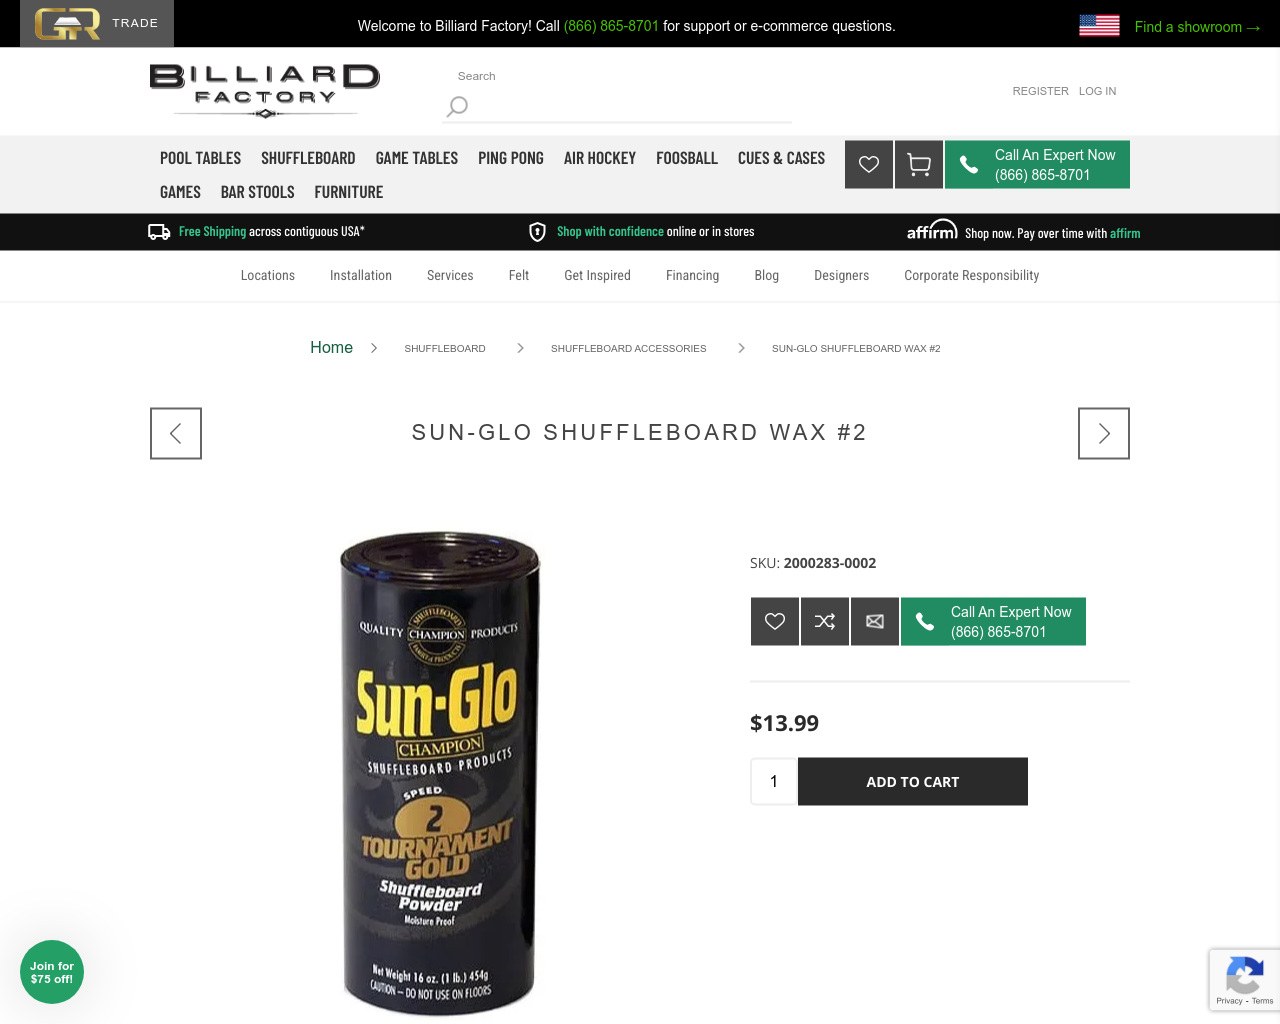 TRADE
Welcome to Billiard Factory! Call (866) 865-8701 for support or e-commerce questions.
Find a showroom →
BILLIARD
FACTORY
Search
REGISTER
LOG IN
POOL TABLES
SHUFFLEBOARD
GAME TABLES
PING PONG
AIR HOCKEY
FOOSBALL
CUES & CASES
GAMES
BAR STOOLS
FURNITURE
Call An Expert Now
(866) 865-8701
Free Shipping across contiguous USA*
Shop with confidence online or in stores
affirm Shop now. Pay over time with affirm
Locations
Installation
Services
Felt
Get Inspired
Financing
Blog
Designers
Corporate Responsibility
Home
SHUFFLEBOARD
SHUFFLEBOARD ACCESSORIES
SUN-GLO SHUFFLEBOARD WAX #2
SUN-GLO SHUFFLEBOARD WAX #2
SHUFFLEBOARD
QUALITY CHAMPION PRODUCTS
FAMILY of PRODUCTS
Sun-Glo
CHAMPION
SHUFFLEBOARD PRODUCTS
SPEED
2
TOURNAMENT
GOLD
Shuffleboard
Powder
Moisture Proof
Net Weight 16 oz. (1 lb.) 454g
CAUTION – DO NOT USE ON FLOORS
SKU: 2000283-0002
Call An Expert Now
(866) 865-8701
$13.99
1
ADD TO CART
Join for
$75 off!
Privacy - Terms